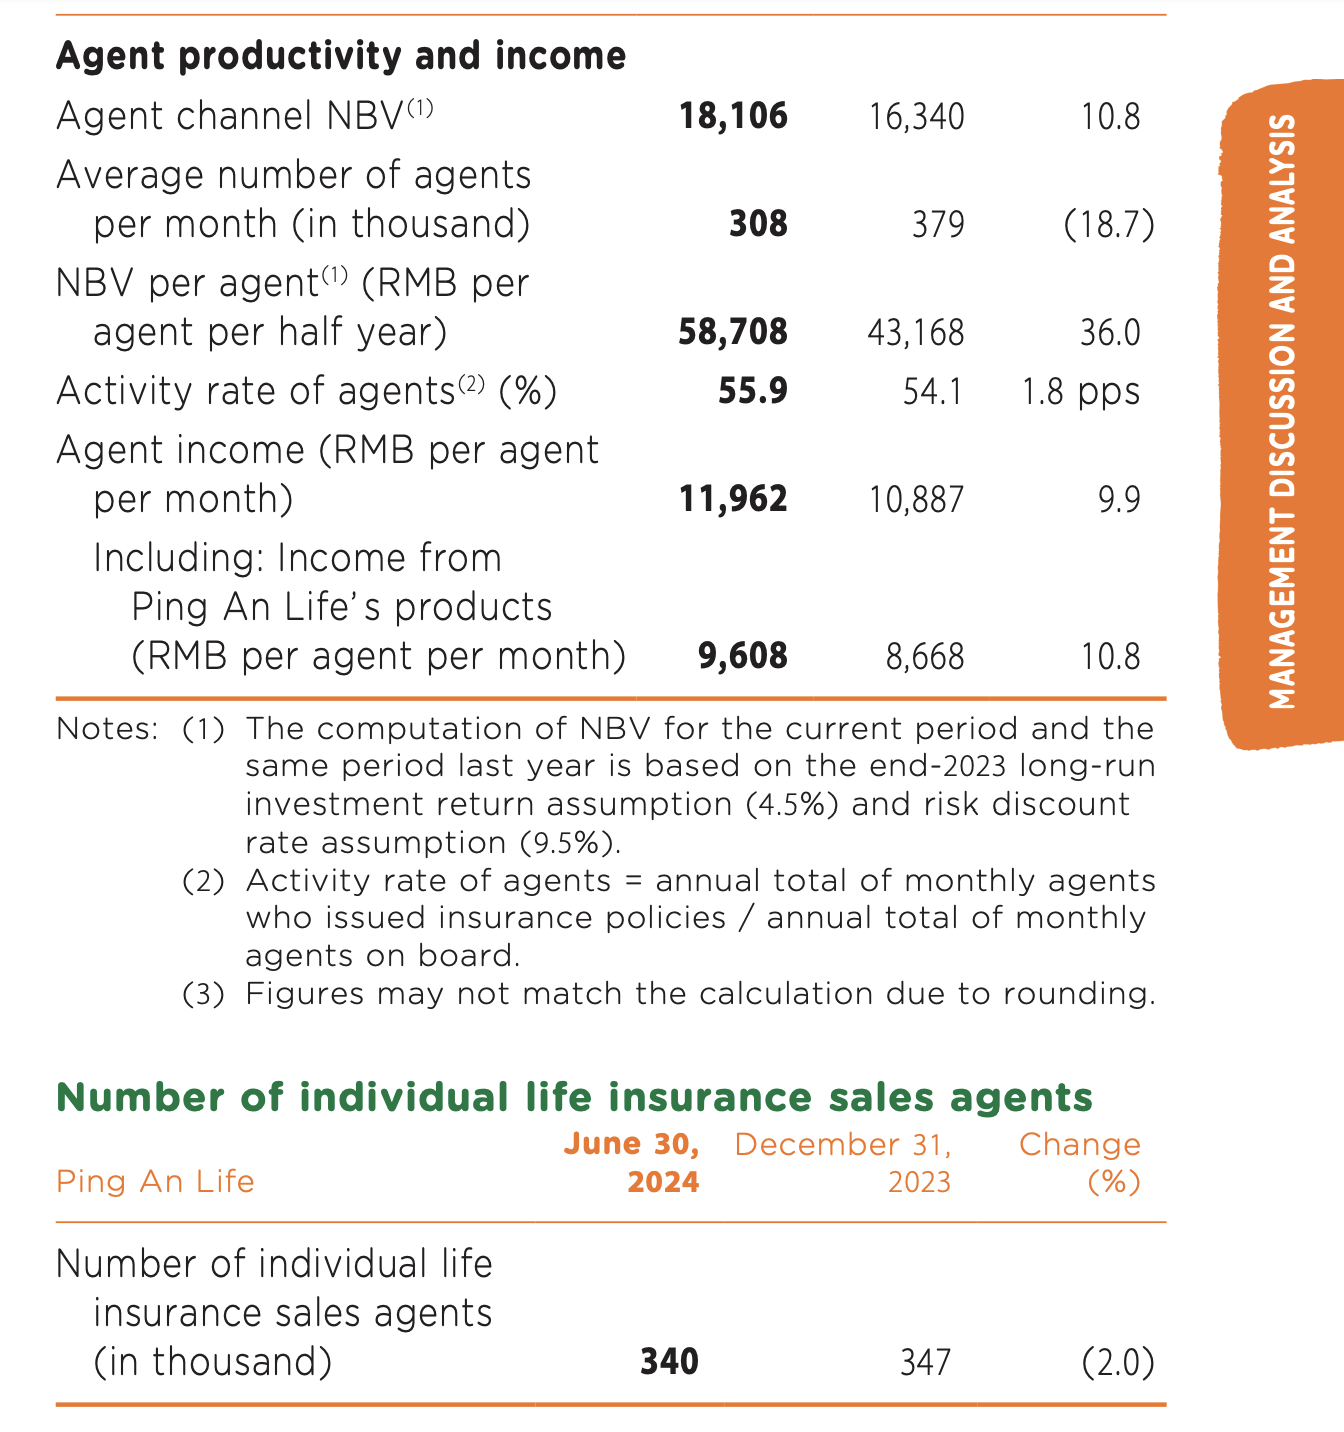 Agent productivity and income
Agent channel NBV(1) 18,106 16,340 10.8
Average number of agents
per month (in thousand) 308 379 (18.7)
NBV per agent(1) (RMB per
agent per half year) 58,708 43,168 36.0
Activity rate of agents(2) (%) 55.9 54.1 1.8 pps
Agent income (RMB per agent
per month) 11,962 10,887 9.9
Including: Income from
Ping An Life's products
(RMB per agent per month) 9,608 8,668 10.8
Notes: (1) The computation of NBV for the current period and the
same period last year is based on the end-2023 long-run
investment return assumption (4.5%) and risk discount
rate assumption (9.5%).
(2) Activity rate of agents = annual total of monthly agents
who issued insurance policies / annual total of monthly
agents on board.
(3) Figures may not match the calculation due to rounding.
Number of individual life insurance sales agents
June 30, December 31, Change
Ping An Life 2024 2023 (%)
Number of individual life
insurance sales agents
(in thousand) 340 347 (2.0)
MANAGEMENT DISCUSSION AND ANALYSIS